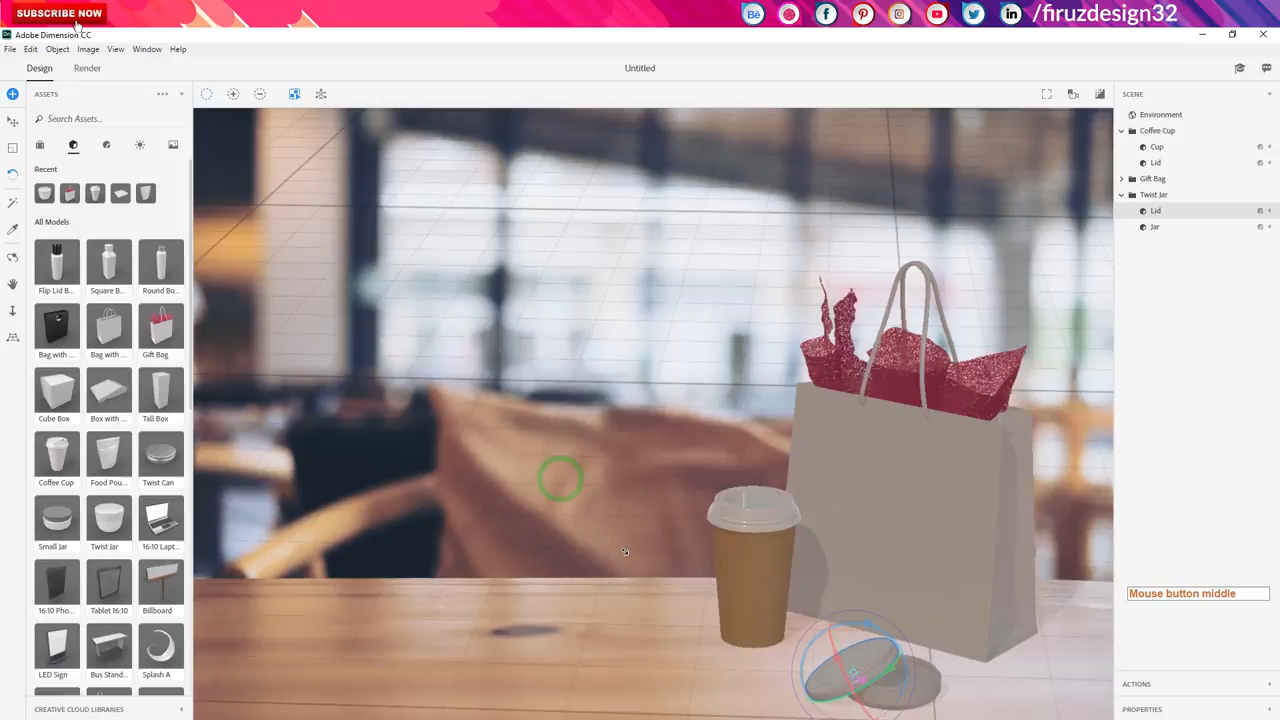 SUBSCRIBE NOW
/firuzdesign32
Adobe Dimension CC
File Edit Object Image View Window Help
Design Render
Untitled
ASSETS
SCENE
Search Assets..
Environment
Coffee Cup
Cup
Lid
Gift Bag
Twist Jar
Lid
Jar
Recent
All Models
Flip Lid B... Square B... Round Bo...
Bag with ... Bag with ... Gift Bag
Cube Box Box with ... Tall Box
Coffee Cup Food Pou... Twist Can
Small Jar Twist Jar 16:10 Lapt...
16:10 Pho... Tablet 16:10 Billboard
LED Sign Bus Stand... Splash A
Mouse button middle
ACTIONS
CREATIVE CLOUD LIBRARIES
PROPERTIES